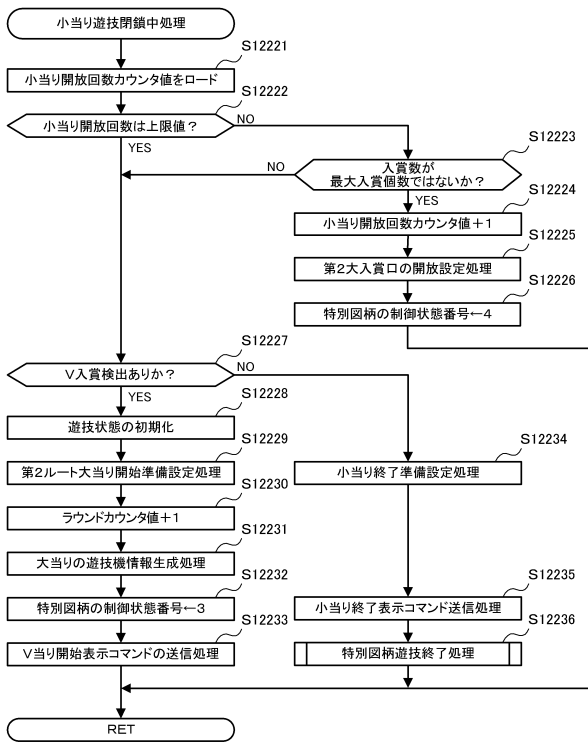 小当り遊技閉鎖中処理
S12221
小当り開放回数カウンタ値をロード
S12222
小当り開放回数は上限値？
NO
YES
S12223
入賞数が
最大入賞個数ではないか？
NO
YES
S12224
小当り開放回数カウンタ値＋1
S12225
第2大入賞口の開放設定処理
S12226
特別図柄の制御状態番号←4
S12227
V入賞検出ありか？
NO
YES
S12228
遊技状態の初期化
S12229
第2ルート大当り開始準備設定処理
S12230
ラウンドカウンタ値＋1
S12231
大当りの遊技機情報生成処理
S12232
特別図柄の制御状態番号←3
S12233
V当り開始表示コマンドの送信処理
S12234
小当り終了準備設定処理
S12235
小当り終了表示コマンド送信処理
S12236
特別図柄遊技終了処理
RET